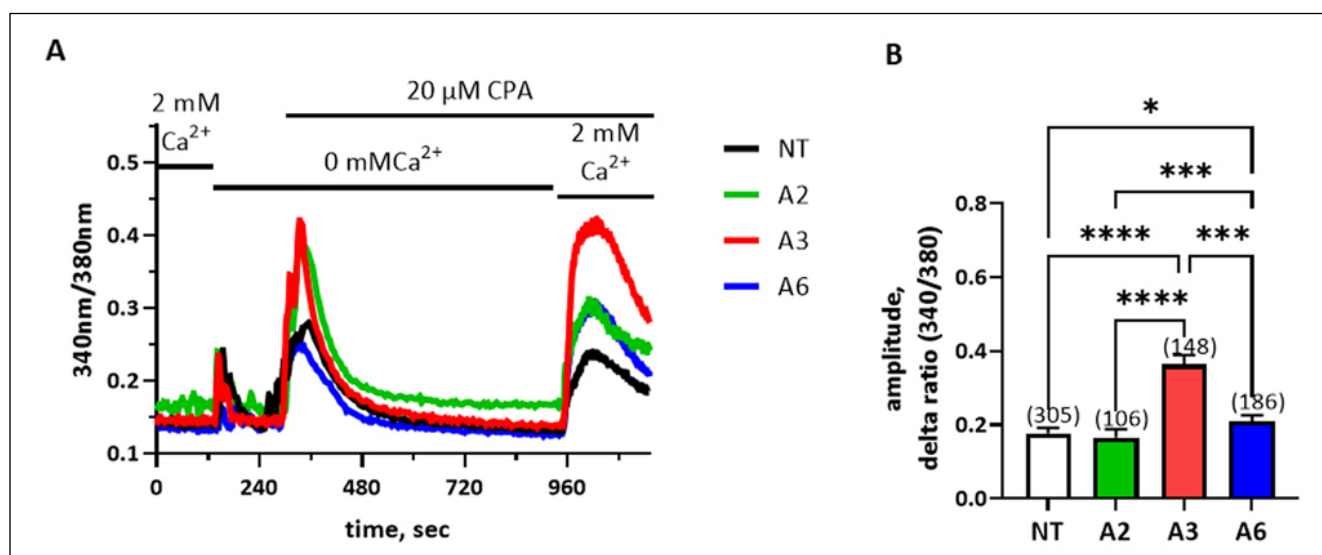 A
20 µM CPA
2 mM
Ca²⁺
0 mMCa²⁺
2 mM
Ca²⁺
340nm/380nm
0.5
0.4
0.3
0.2
0.1
0 240 480 720 960
time, sec
NT
A2
A3
A6
B
*
***
**** ***
****
amplitude,
delta ratio (340/380)
0.8
0.6
0.4
0.2
0.0
(305) (106) (148) (186)
NT A2 A3 A6